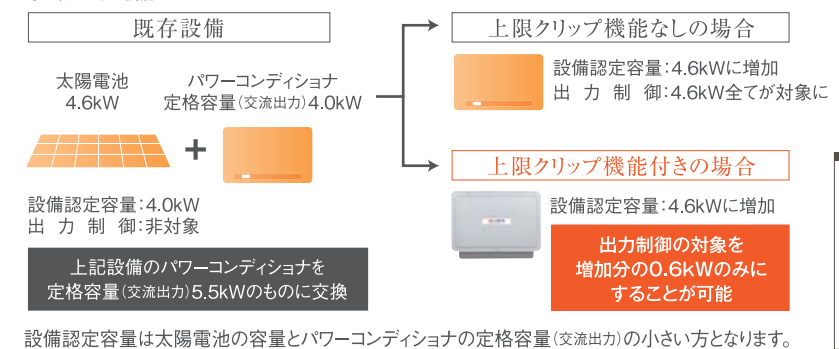 既存設備
太陽電池
4.6kW
パワーコンディショナ
定格容量(交流出力)4.0kW
設備認定容量:4.0kW
出力制御:非対象
上記設備のパワーコンディショナを
定格容量(交流出力)5.5kWのものに交換
上限クリップ機能なしの場合
設備認定容量:4.6kWに増加
出力制御:4.6kW全てが対象に
上限クリップ機能付きの場合
設備認定容量:4.6kWに増加
出力制御の対象を
増加分の0.6kWのみに
することが可能
設備認定容量は太陽電池の容量とパワーコンディショナの定格容量(交流出力)の小さい方となります。